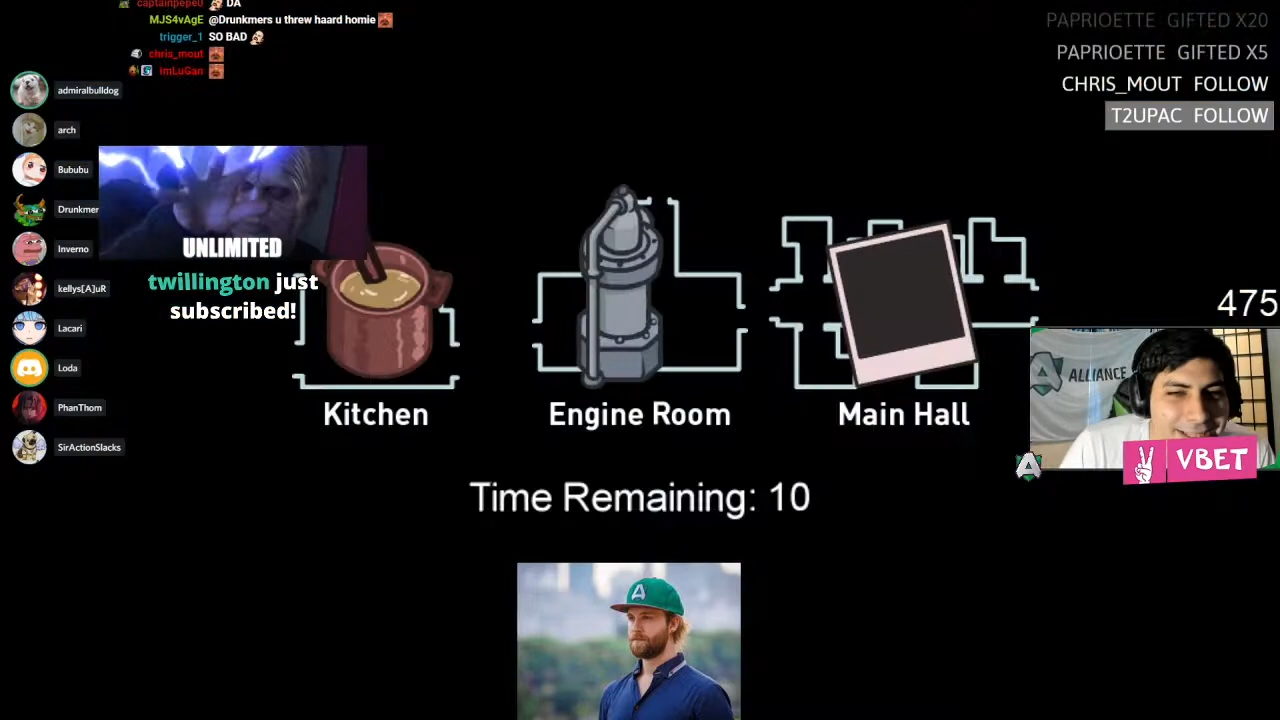 captainpepe0 DA
MJS4vAgE @Drunkmers u threw haard homie
trigger_1 SO BAD
chris_mout
imLuGan
PAPRIOETTE GIFTED X20
PAPRIOETTE GIFTED X5
CHRIS_MOUT FOLLOW
T2UPAC FOLLOW
admiralbulldog
arch
Bububu
Drunkmer
Inverno
kellys[A]uR
Lacari
Loda
PhanThom
SirActionSlacks
UNLIMITED
twillington just
subscribed!
475
ALLIANCE
VBET
Kitchen
Engine Room
Main Hall
Time Remaining: 10